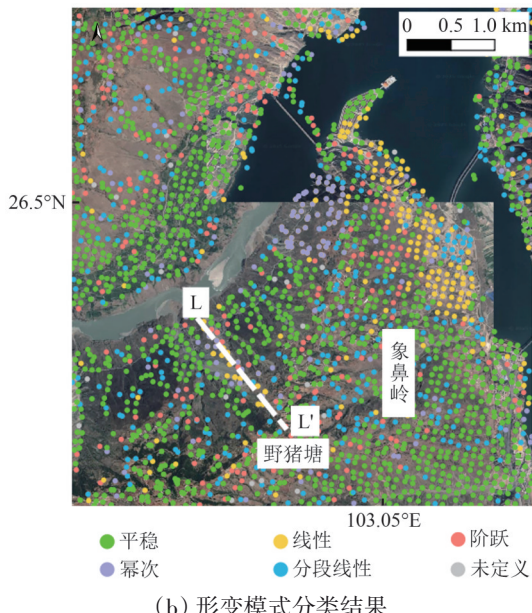 0 0.5 1.0 km
26.5°N
L
象鼻岭
L'
野猪塘
103.05°E
平稳 线性 阶跃
幂次 分段线性 未定义
(b) 形变模式分类结果